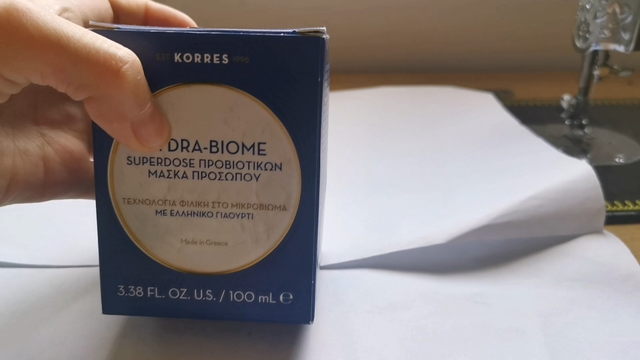 KORRES
DRA-BIOME
SUPERDOSE ΠΡΟΒΙΟΤΙΚΩΝ
ΜΑΣΚΑ ΠΡΟΣΩΠΟΥ
ΤΕΧΝΟΛΟΓΙΑ ΦΙΛΙΚΗ ΣΤΟ ΜΙΚΡΟΒΙΩΜΑ
ΜΕ ΕΛΛΗΝΙΚΟ ΓΙΑΟΥΡΤΙ
Made in Greece
3.38 FL. OZ. U.S. / 100 mL ℮